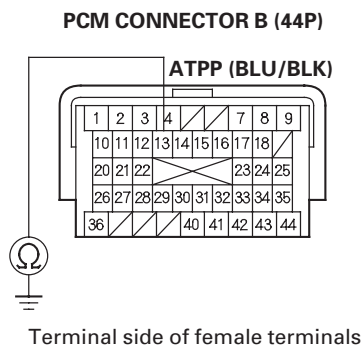 PCM CONNECTOR B (44P)
ATPP (BLU/BLK)
1 2 3 4 7 8 9
10 11 12 13 14 15 16 17 18
20 21 22 23 24 25
26 27 28 29 30 31 32 33 34 35
36 40 41 42 43 44
Ω
Terminal side of female terminals